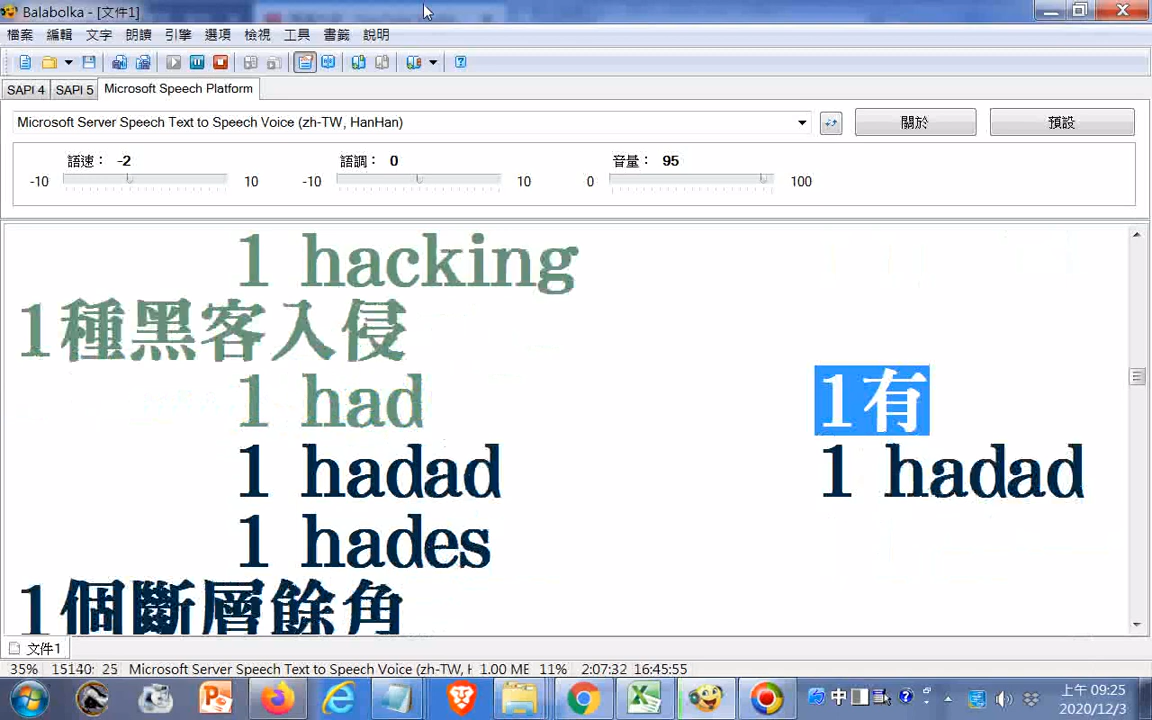 Balabolka - [文件1]
檔案 編輯 文字 朗讀 引擎 選項 檢視 工具 書籤 說明
SAPI 4 SAPI 5 Microsoft Speech Platform
Microsoft Server Speech Text to Speech Voice (zh-TW, HanHan) 關於 預設
語速： -2 語調： 0 音量： 95
-10 10 -10 10 0 100
1 hacking
1種黑客入侵
1 had 1有
1 hadad 1 hadad
1 hades
1個斷層餘角
文件1
35% 15140: 25 Microsoft Server Speech Text to Speech Voice (zh-TW, H 1.00 ME 11% 2:07:32 16:45:55
中 上午 09:25
2020/12/3